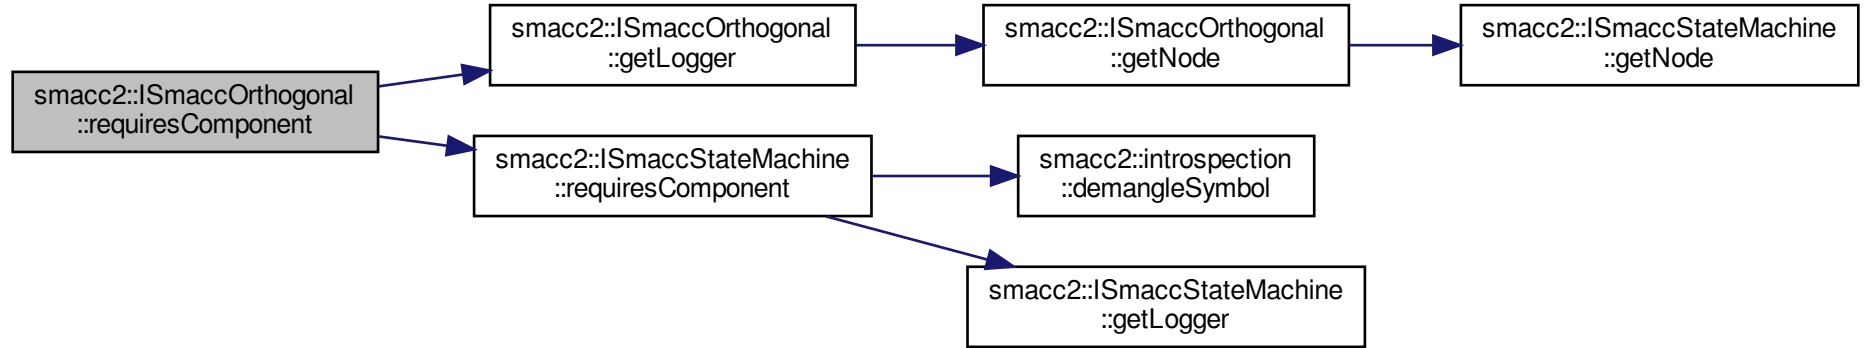 smacc2::ISmaccOrthogonal
::requiresComponent
smacc2::ISmaccOrthogonal
::getLogger
smacc2::ISmaccOrthogonal
::getNode
smacc2::ISmaccStateMachine
::getNode
smacc2::ISmaccStateMachine
::requiresComponent
smacc2::introspection
::demangleSymbol
smacc2::ISmaccStateMachine
::getLogger